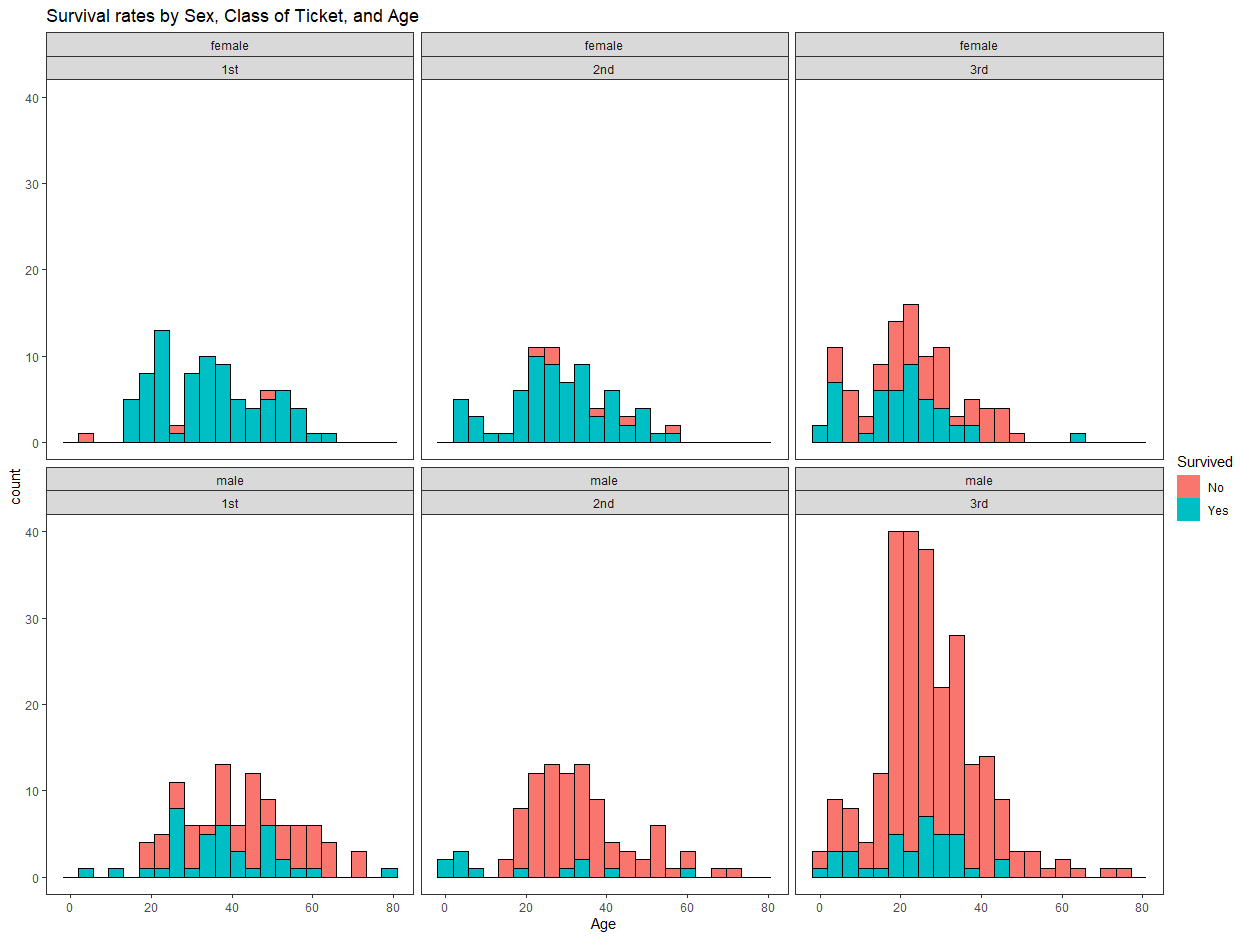 Survival rates by Sex, Class of Ticket, and Age
female
1st
female
2nd
female
3rd
40
30
20
10
0
male
1st
male
2nd
male
3rd
40
30
20
10
0
count
0 20 40 60 80
0 20 40 60 80
0 20 40 60 80
Age
Survived
No
Yes